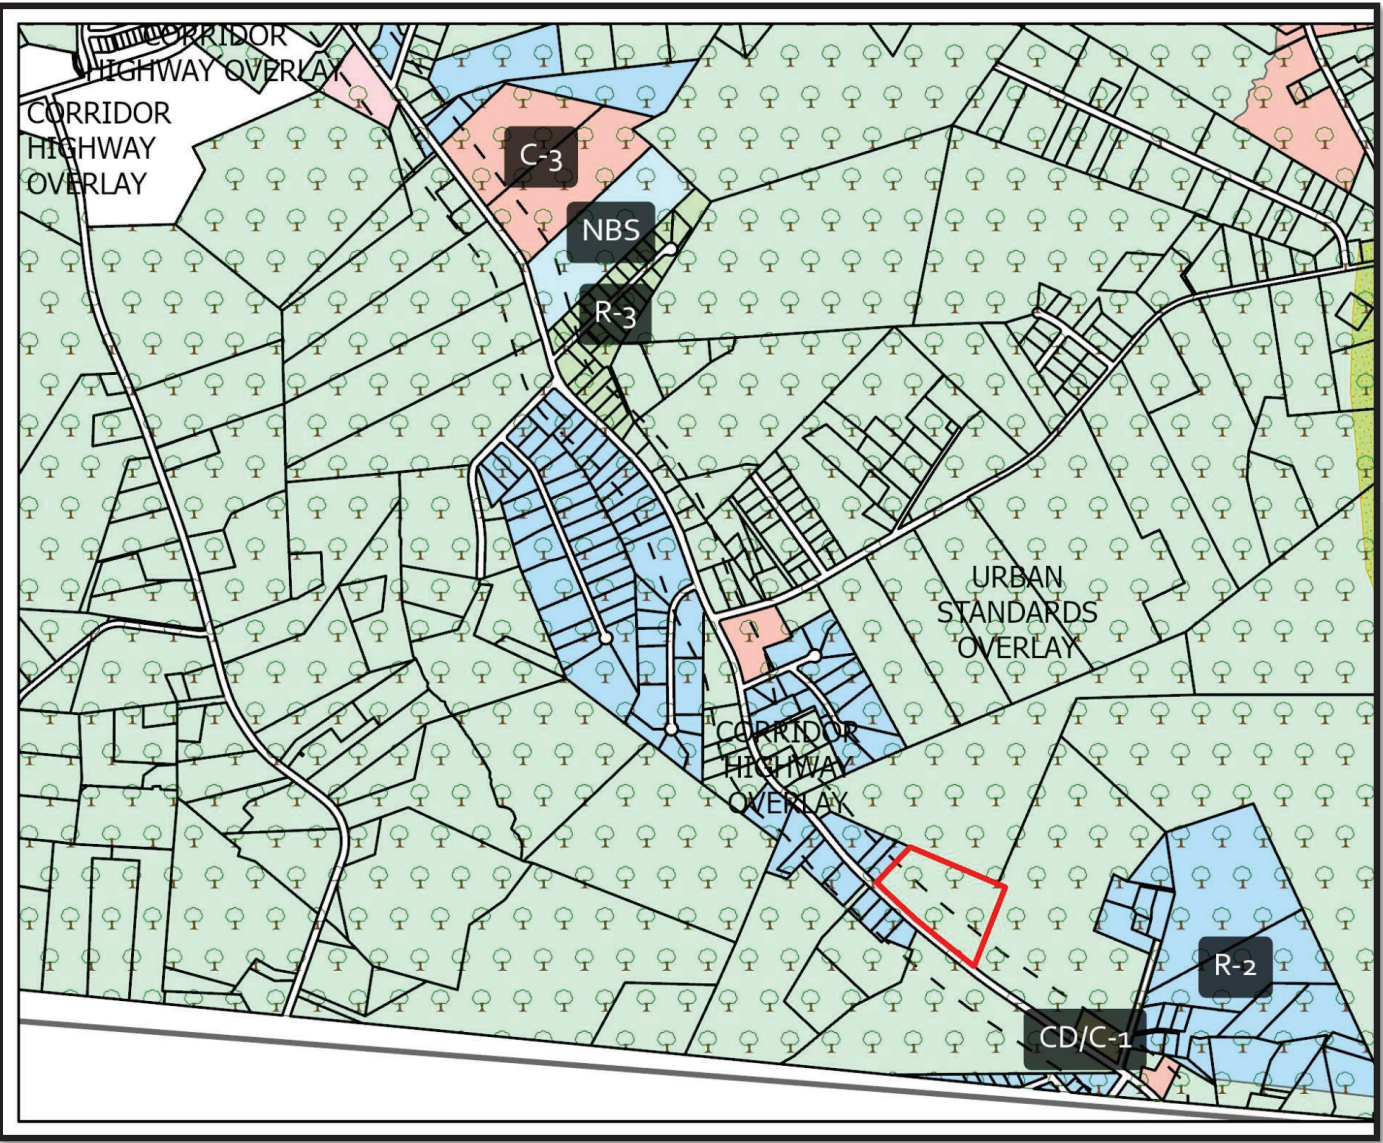 CORRIDOR
HIGHWAY OVERLAY
CORRIDOR
HIGHWAY
OVERLAY
C-3
NBS
R-3
URBAN
STANDARDS
OVERLAY
CORRIDOR
HIGHWAY
OVERLAY
R-2
CD/C-1